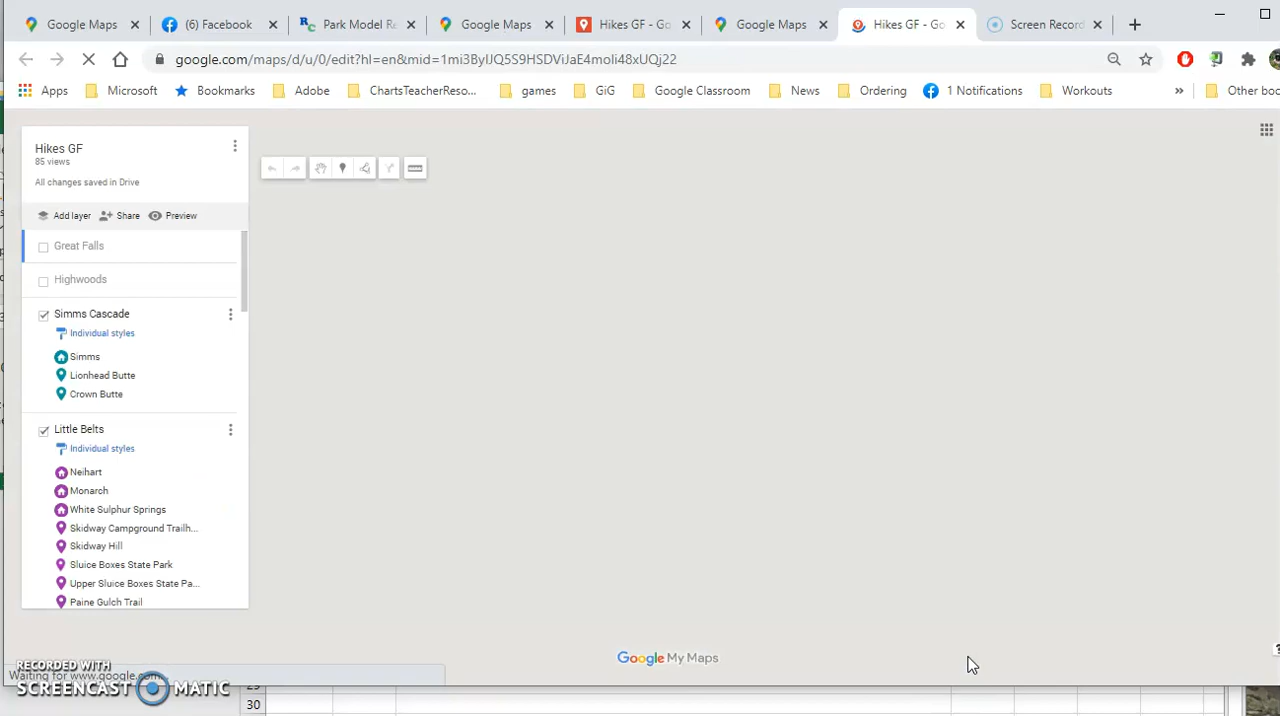 Google Maps
(6) Facebook
Park Model Re
Google Maps
Hikes GF - Go
Google Maps
Hikes GF - Go
Screen Record
google.com/maps/d/u/0/edit?hl=en&mid=1mi3BylJQ5S9HSDViJaE4moIi48xUQj22
Apps Microsoft Bookmarks Adobe ChartsTeacherReso... games GiG Google Classroom News Ordering 1 Notifications Workouts » Other boo
Hikes GF
85 views
All changes saved in Drive
Add layer Share Preview
Great Falls
Highwoods
Simms Cascade
Individual styles
Simms
Lionhead Butte
Crown Butte
Little Belts
Individual styles
Neihart
Monarch
White Sulphur Springs
Skidway Campground Trailh...
Skidway Hill
Sluice Boxes State Park
Upper Sluice Boxes State Pa...
Paine Gulch Trail
Google My Maps
RECORDED WITH
Waiting for www.google.com...
SCREENCAST MATIC
30